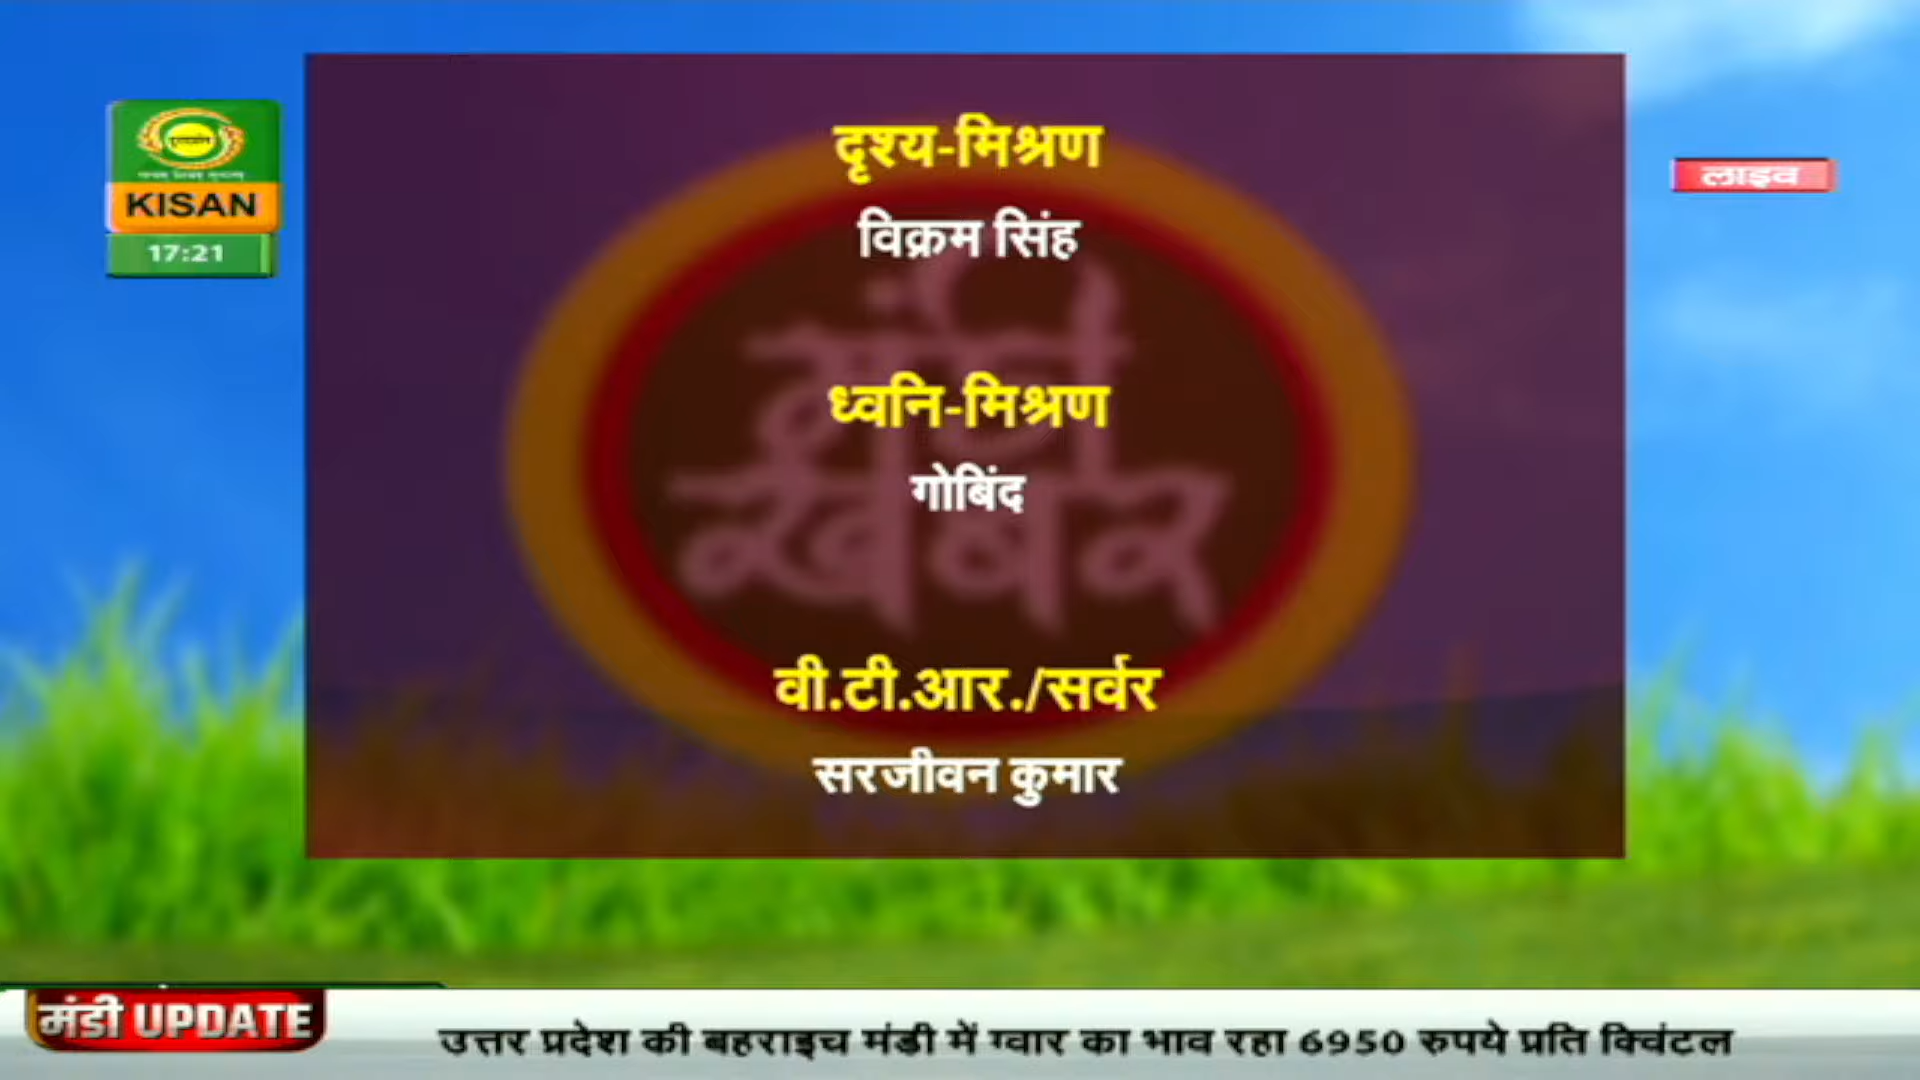 दृश्य-मिश्रण
विक्रम सिंह
KISAN
17:21
लाइव
मंडी
खबर
ध्वनि-मिश्रण
गोबिंद
वी.टी.आर./सर्वर
सरजीवन कुमार
मंडी UPDATE
उत्तर प्रदेश की बहराइच मंडी में ग्वार का भाव रहा 6950 रुपये प्रति क्विंटल